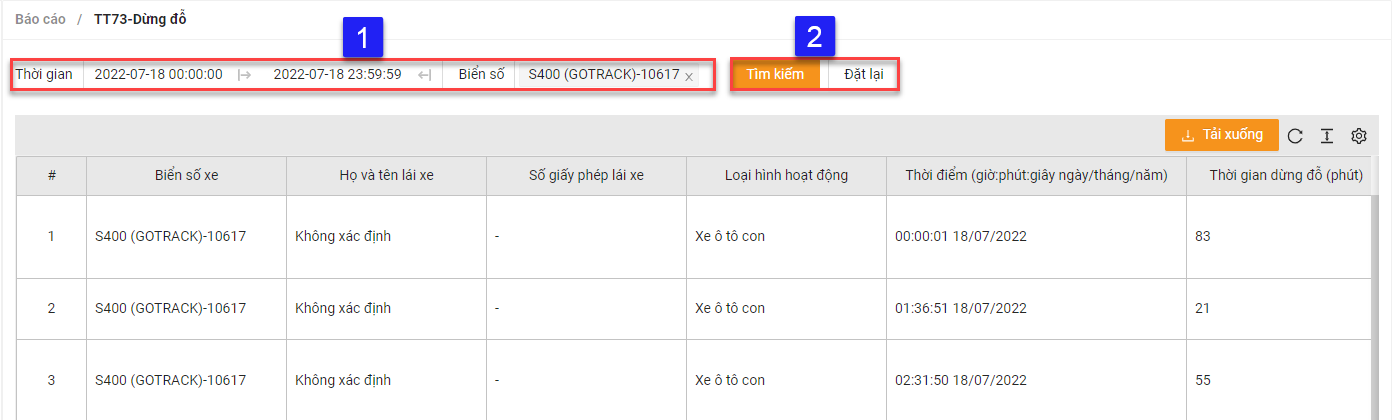 Báo cáo / TT73-Dừng đỗ
1
2
Thời gian 2022-07-18 00:00:00 2022-07-18 23:59:59 Biển số S400 (GOTRACK)-10617 × Tìm kiếm Đặt lại
Tải xuống
# Biển số xe Họ và tên lái xe Số giấy phép lái xe Loại hình hoạt động Thời điểm (giờ:phút:giây ngày/tháng/năm) Thời gian dừng đỗ (phút)
1 S400 (GOTRACK)-10617 Không xác định - Xe ô tô con 00:00:01 18/07/2022 83
2 S400 (GOTRACK)-10617 Không xác định - Xe ô tô con 01:36:51 18/07/2022 21
3 S400 (GOTRACK)-10617 Không xác định - Xe ô tô con 02:31:50 18/07/2022 55